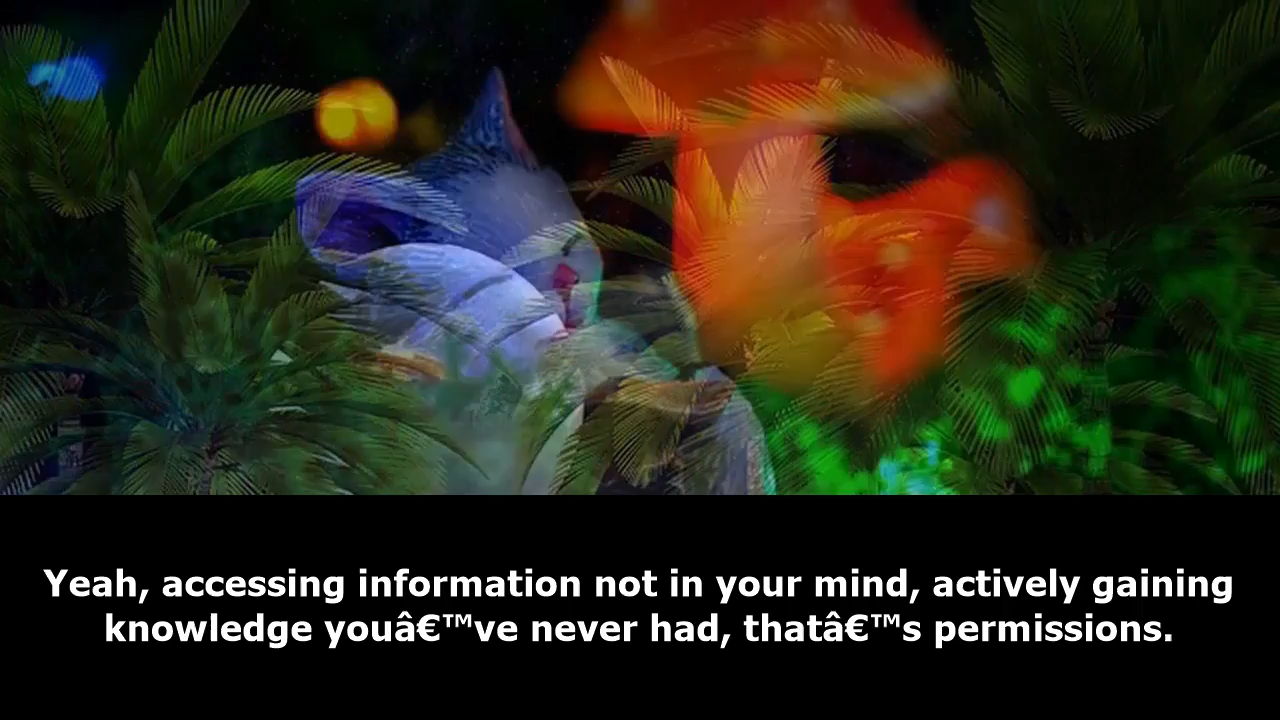 Yeah, accessing information not in your mind, actively gaining
knowledge youâ€™ve never had, thatâ€™s permissions.